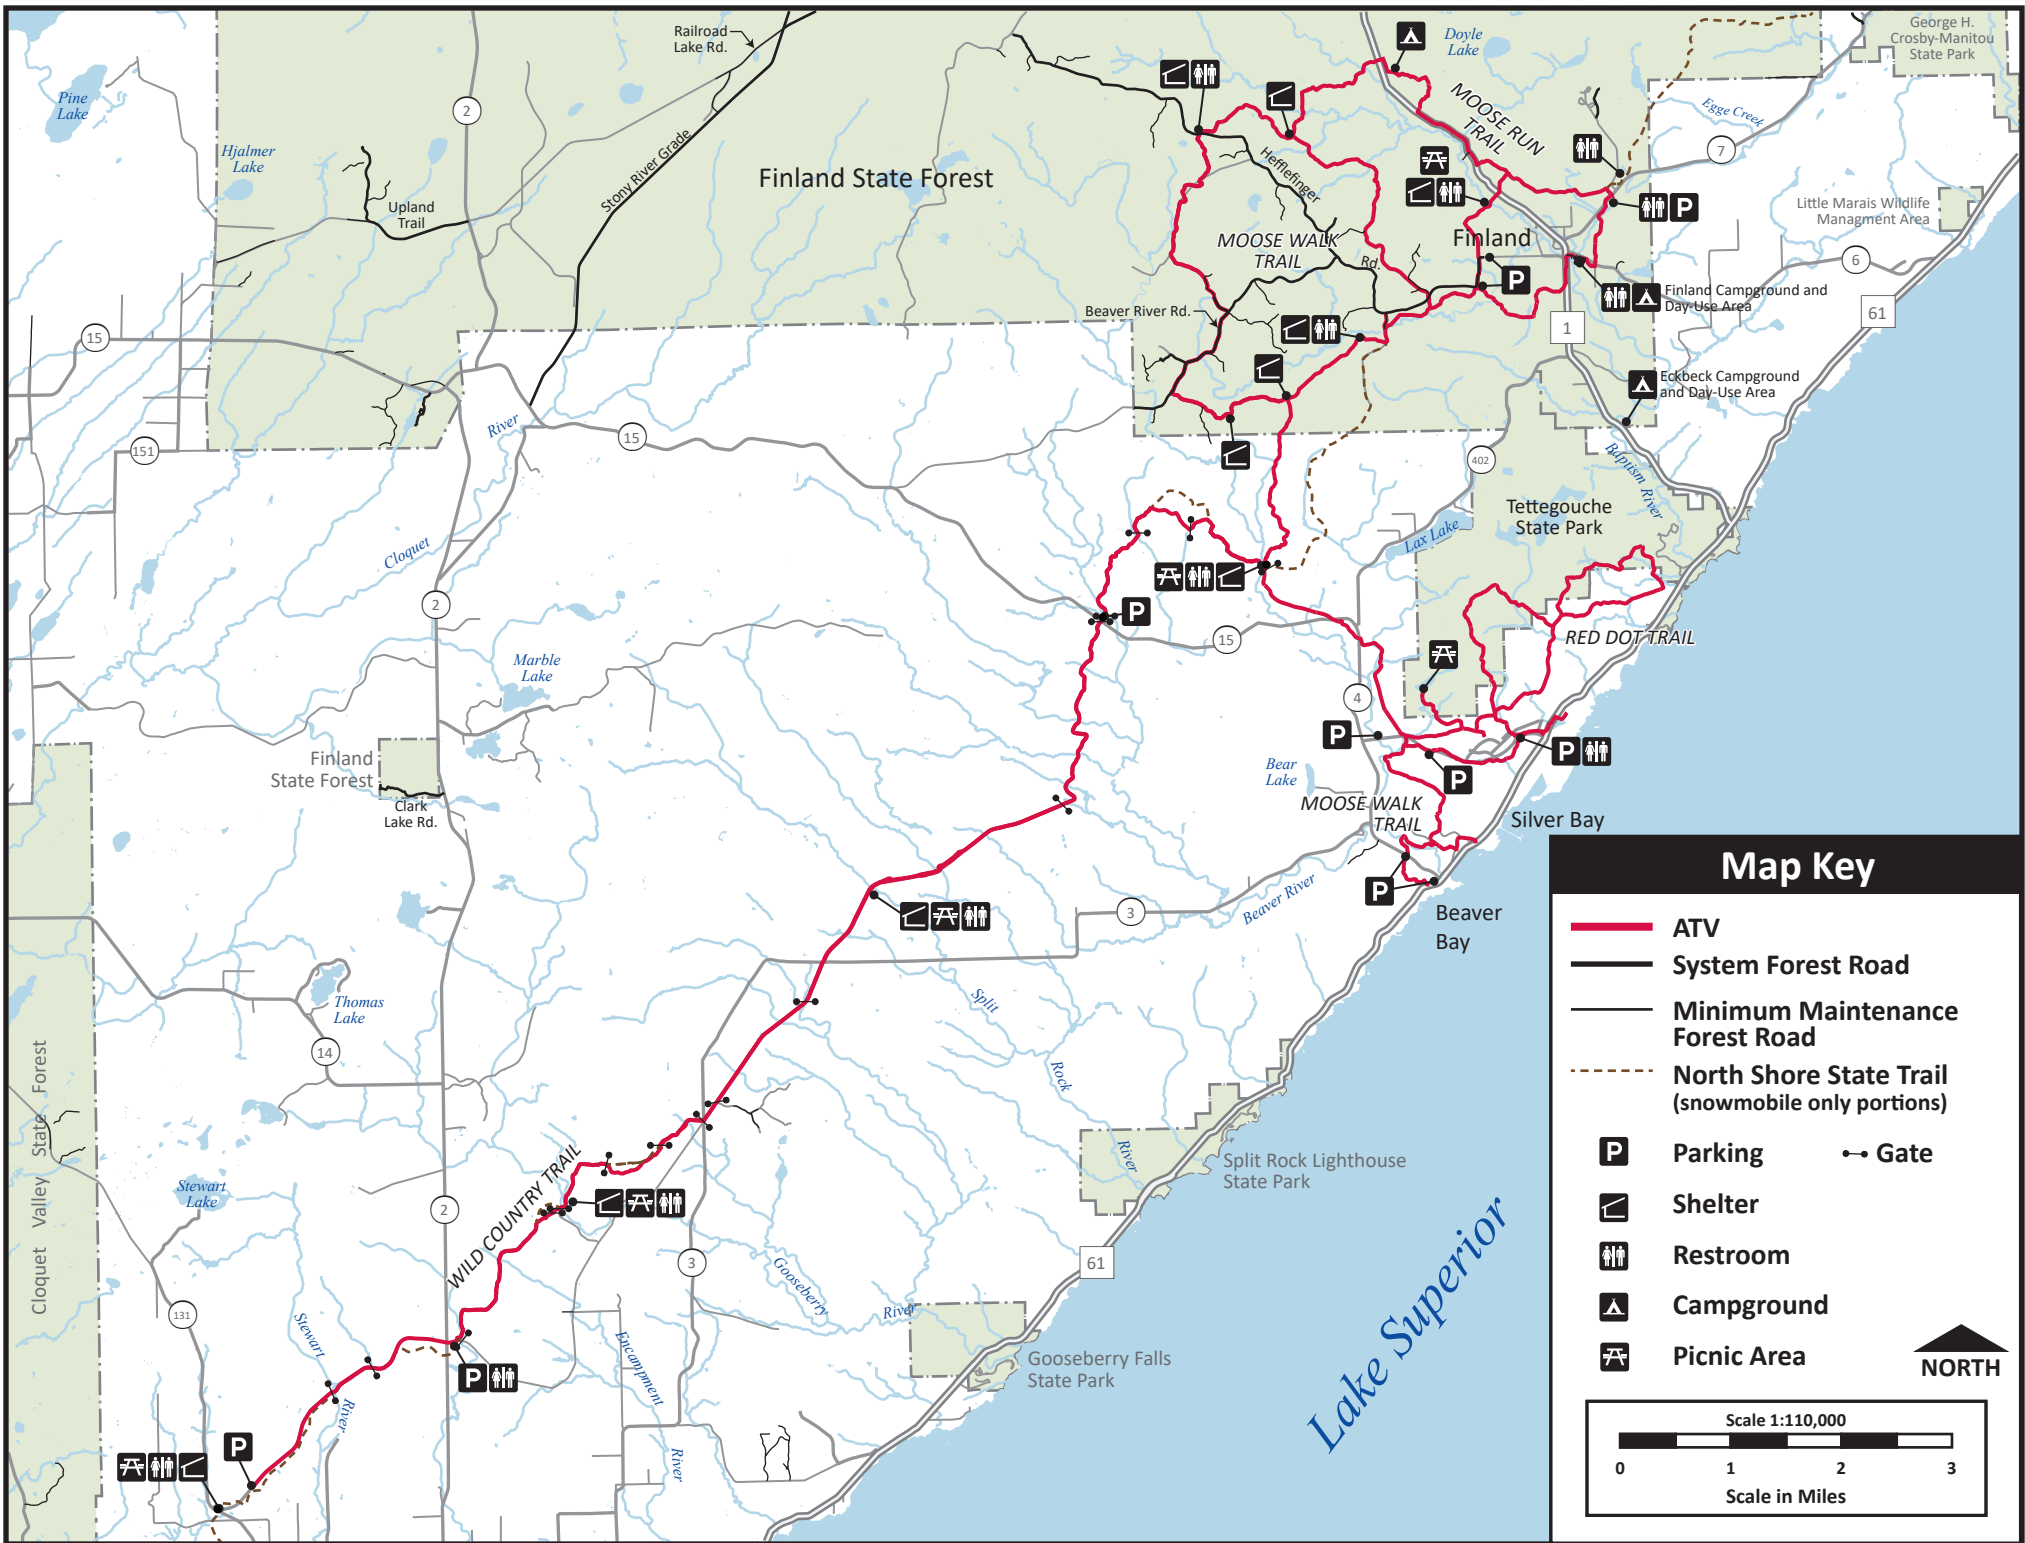 Railroad
Lake Rd.
Doyle
Lake
George H.
Crosby-Manitou
State Park
Pine
Lake
2
MOOSE RUN
TRAIL
Egge Creek
7
Hjalmer
Lake
Stony River Grade
Finland State Forest
Hefflefinger
Rd.
Upland
Trail
P
Little Marais Wildlife
Managment Area
MOOSE WALK
TRAIL
Finland
6
P
Finland Campground and
Day-Use Area
Beaver River Rd.
61
1
15
Eckbeck Campground
and Day-Use Area
River
15
151
402
Baptism River
Tettegouche
State Park
Lax Lake
Cloquet
2
P
15
RED DOT TRAIL
Marble
Lake
4
P
P
P
Finland
State Forest
Bear
Lake
Clark
Lake Rd.
MOOSE WALK
TRAIL
Silver Bay
P
Beaver River
3
Beaver
Bay
Split
Rock
River
Thomas
Lake
14
Cloquet Valley State Forest
Split Rock Lighthouse
State Park
WILD COUNTRY TRAIL
Stewart
Lake
2
3
61
Gooseberry
River
131
Stewart
River
Encampment
River
Gooseberry Falls
State Park
P
P
Lake Superior
Map Key
ATV
System Forest Road
Minimum Maintenance
Forest Road
North Shore State Trail
(snowmobile only portions)
P Parking
Gate
Shelter
Restroom
Campground
Picnic Area
NORTH
Scale 1:110,000
0 1 2 3
Scale in Miles